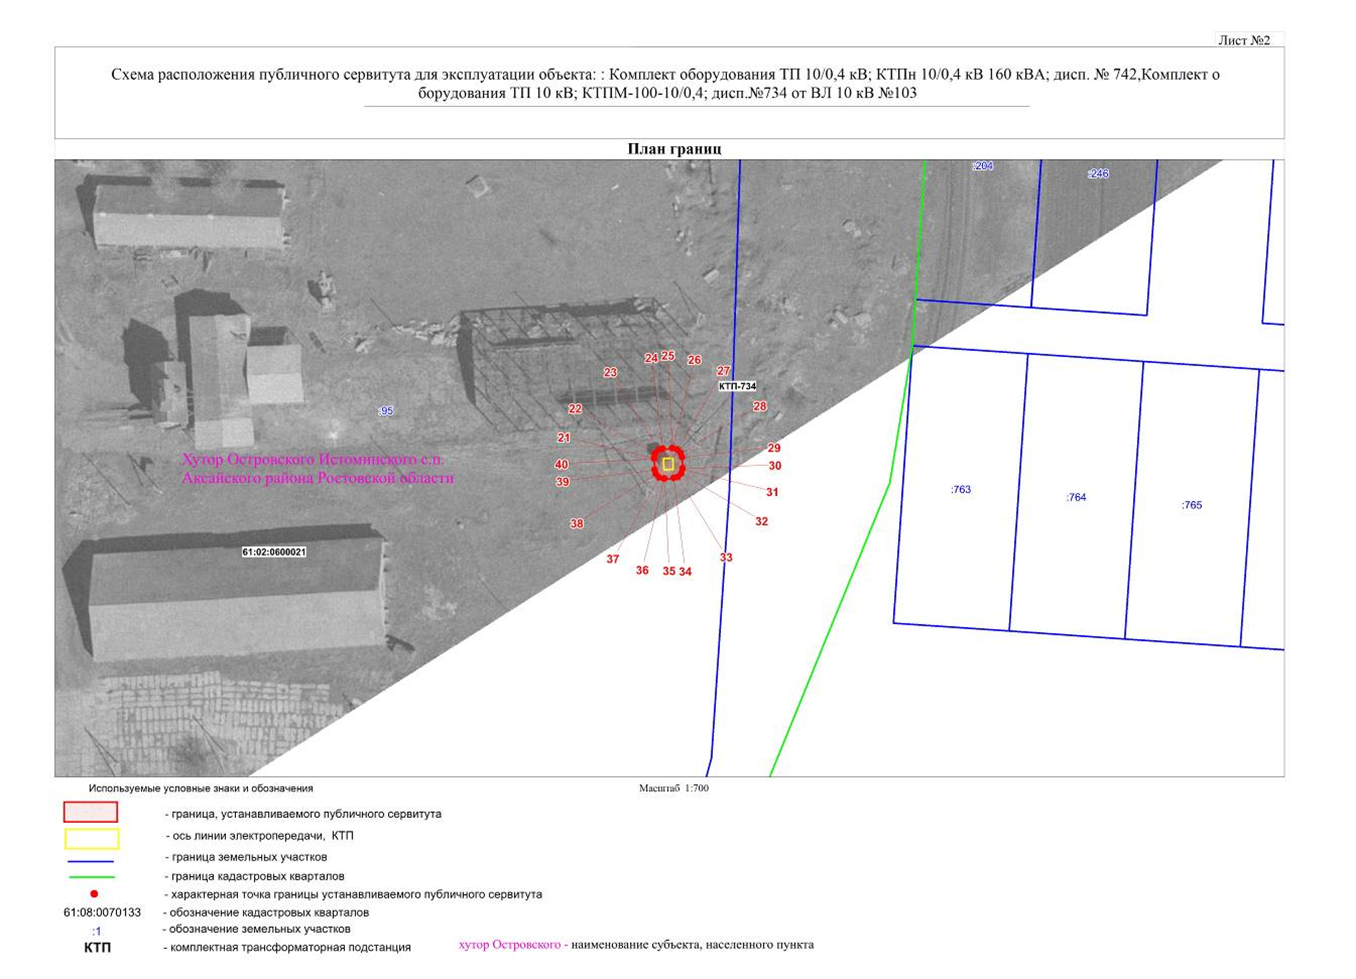 Лист №2
Схема расположения публичного сервитута для эксплуатации объекта: : Комплект оборудования ТП 10/0,4 кВ; КТПн 10/0,4 кВ 160 кВА; дисп. № 742,Комплект о
борудования ТП 10 кВ; КТПМ-100-10/0,4; дисп.№734 от ВЛ 10 кВ №103
План границ
:204
:246
24
25
26
23
27
КТП-734
22
28
:95
21
29
Хутор Островского Истоминского с.п.
40
30
Аксайского района Ростовской области
39
31
:763
:764
:765
38
32
61:02:0600021
37
33
36
35
34
Используемые условные знаки и обозначения
Масштаб 1:700
- граница, устанавливаемого публичного сервитута
- ось линии электропередачи, КТП
- граница земельных участков
- граница кадастровых кварталов
- характерная точка границы устанавливаемого публичного сервитута
61:08:0070133 - обозначение кадастровых кварталов
:1 - обозначение земельных участков
КТП - комплектная трансформаторная подстанция
хутор Островского - наименование субъекта, населенного пункта